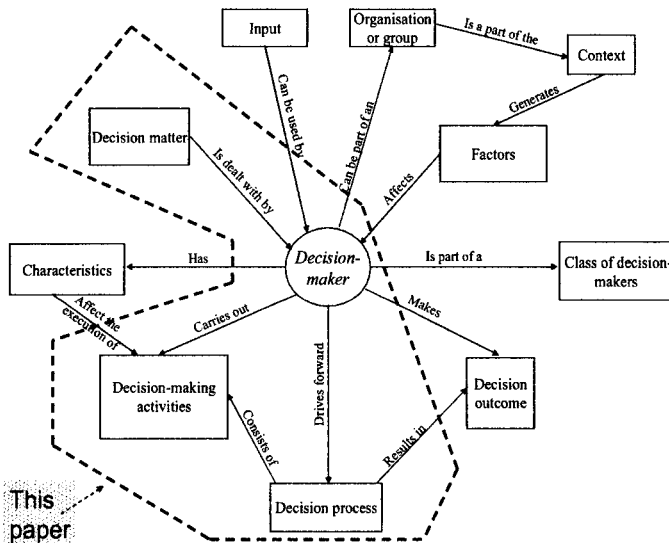 Input
Organisation
or group
Is a part of the
Context
Can be used by
Can be part of an
Generates
Decision matter
Factors
Is dealt with by
Affects
Decision-
maker
Characteristics
Has
Is part of a
Class of decision-
makers
Affect the
execution of
Carries out
Makes
Decision-making
activities
Drives forward
Decision
outcome
Consists of
Results in
Decision process
This
paper